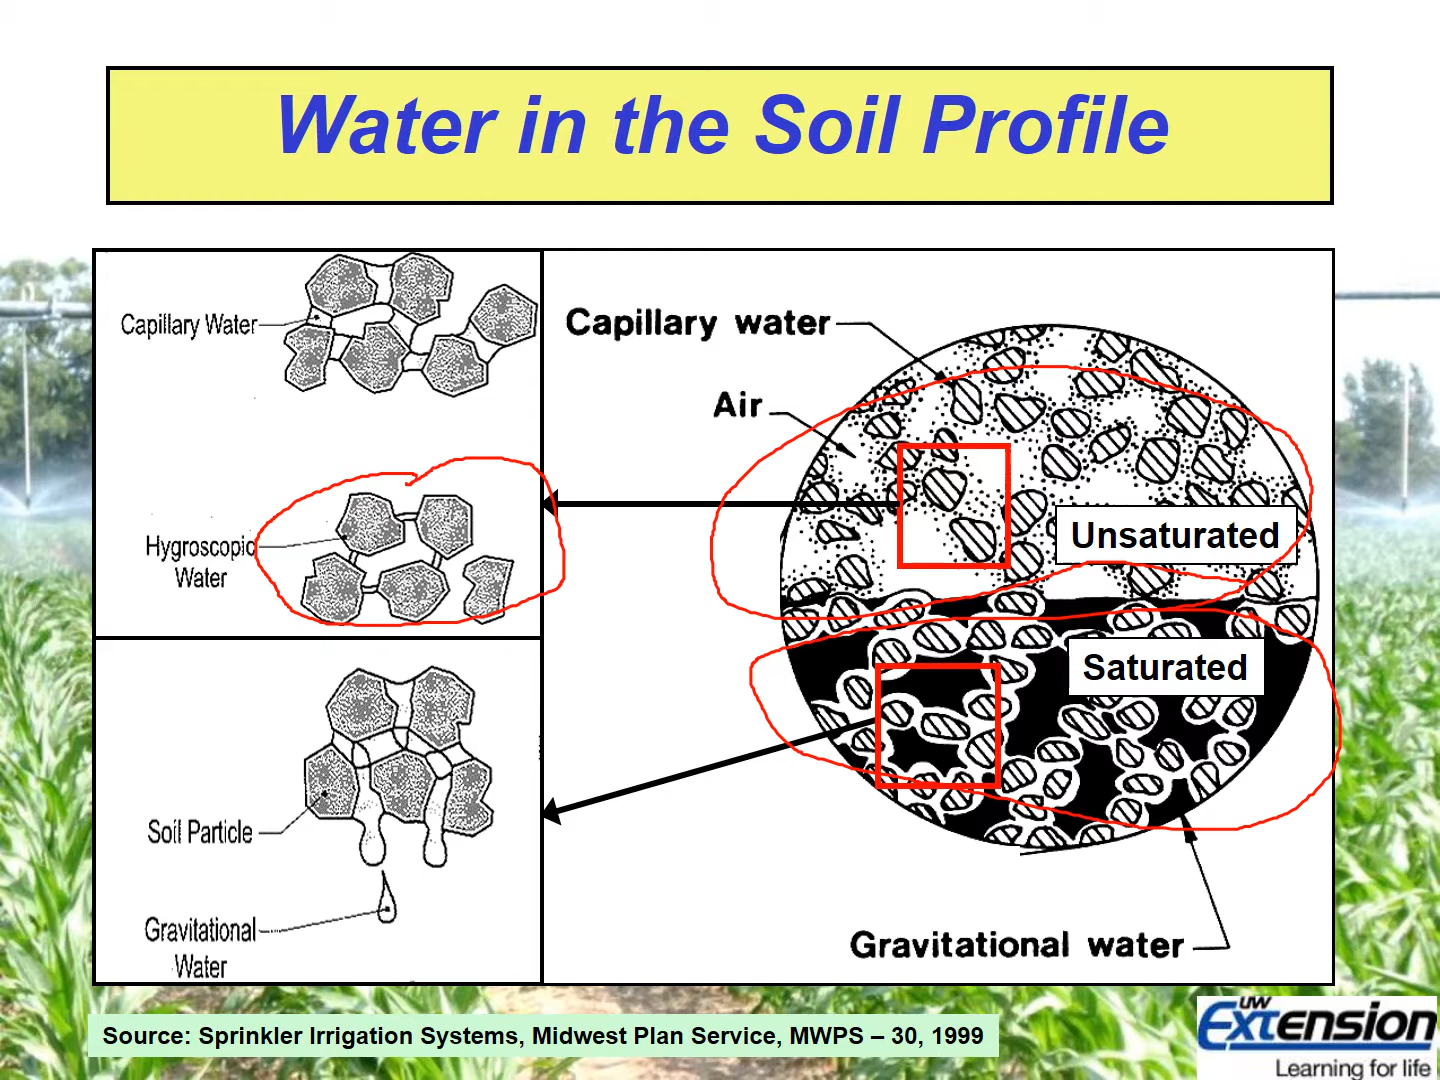 Water in the Soil Profile
Capillary Water
Hygroscopic
Water
Soil Particle
Gravitational
Water
Capillary water
Air
Unsaturated
Saturated
Gravitational water
Source: Sprinkler Irrigation Systems, Midwest Plan Service, MWPS – 30, 1999
UW
Extension
Learning for life